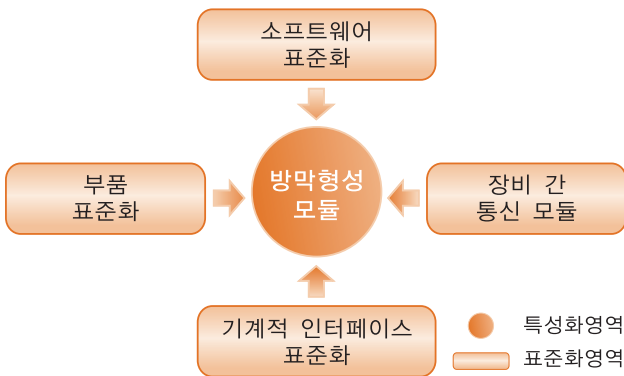 소프트웨어
표준화
부품
표준화
방막형성
모듈
장비 간
통신 모듈
기계적 인터페이스
표준화
특성화영역
표준화영역